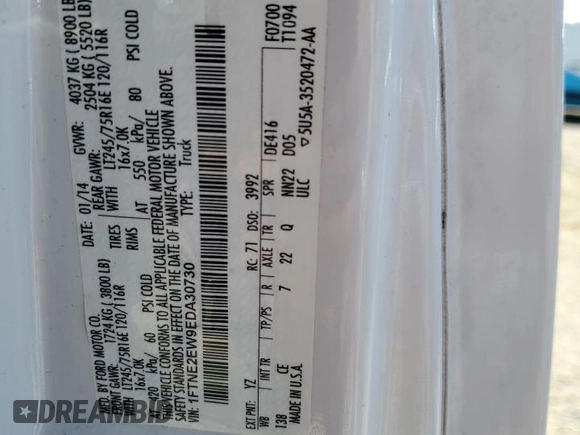 MFD. BY FORD MOTOR CO.
DATE: 01/14
GVWR: 4037 KG ( 8900 LB)
FRONT GAWR: 1724 KG ( 3800 LB)
REAR GAWR: 2504 KG ( 5520 LB)
LT245/75R16E 120/116R TIRES WITH LT245/75R16E 120/116R
16x7.0K RIMS 16x7.0K
AT 420 kPa/ 60 PSI COLD AT 550 kPa/ 80 PSI COLD
THIS VEHICLE CONFORMS TO ALL APPLICABLE FEDERAL MOTOR VEHICLE
SAFETY STANDARDS IN EFFECT ON THE DATE OF MANUFACTURE SHOWN ABOVE.
VIN: 1FTNE2EW9EDA30730
TYPE: Truck
EXT PNT: YZ RC: 71 DSO: 3992 F0700
WB INT TR TP/PS R AXLE TR SPR DE416 T1094
138 CE 7 22 Q NN22 D05
MADE IN U.S.A. ULC ▽5U5A-3520472-AA
DREAMBID